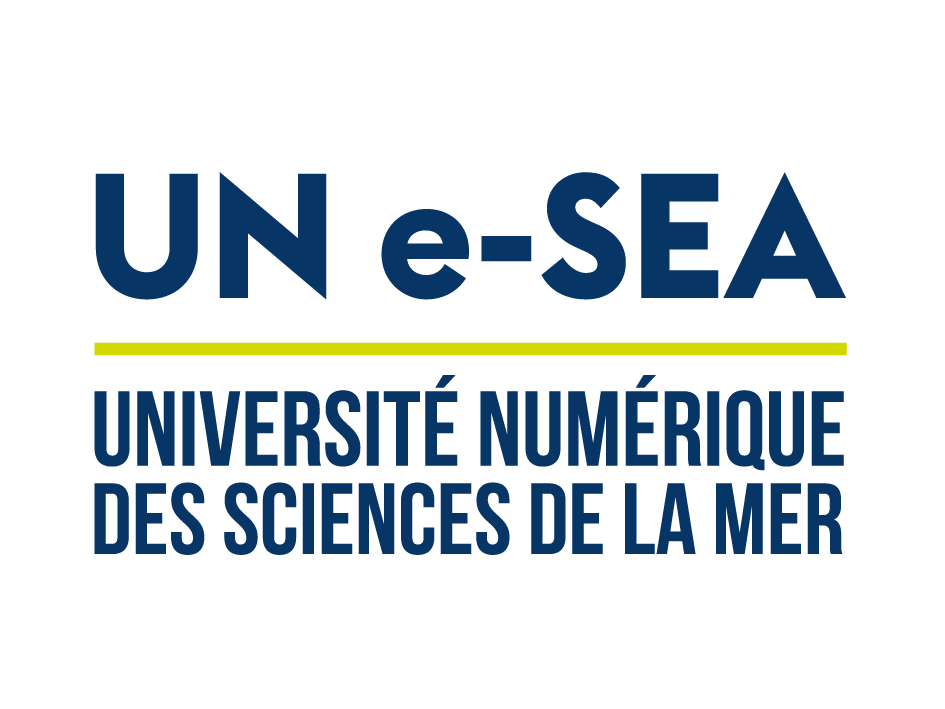 UN e-SEA
UNIVERSITÉ NUMÉRIQUE
DES SCIENCES DE LA MER